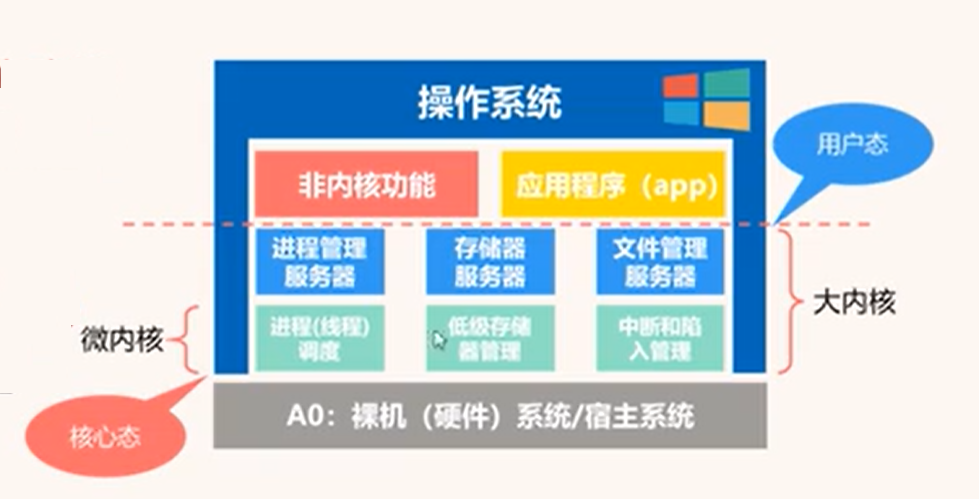 操作系统
用户态
非内核功能
应用程序（app）
进程管理
服务器
存储器
服务器
文件管理
服务器
大内核
微内核
进程(线程)
调度
低级存储
器管理
中断和陷
入管理
核心态
A0：裸机（硬件）系统/宿主系统